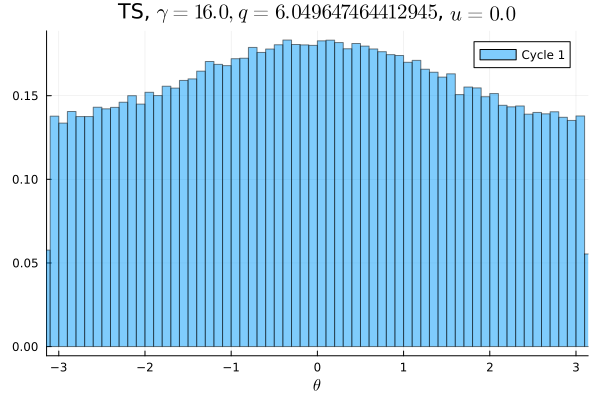 TS, γ = 16.0, q = 6.049647464412945, u = 0.0
Cycle 1
0.15
0.10
0.05
0.00
−3 −2 −1 0 1 2 3
θ